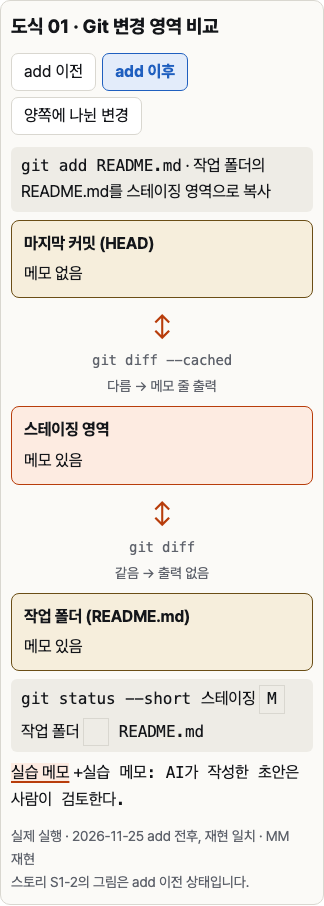 도식 01 · Git 변경 영역 비교
add 이전
add 이후
양쪽에 나뉜 변경
git add README.md · 작업 폴더의
README.md를 스테이징 영역으로 복사
마지막 커밋 (HEAD)
메모 없음
↕
git diff --cached
다름 → 메모 줄 출력
스테이징 영역
메모 있음
↕
git diff
같음 → 출력 없음
작업 폴더 (README.md)
메모 있음
git status --short 스테이징 M
작업 폴더 README.md
실습 메모 +실습 메모: AI가 작성한 초안은
사람이 검토한다.
실제 실행 · 2026-11-25 add 전후, 재현 일치 · MM
재현
스토리 S1-2의 그림은 add 이전 상태입니다.